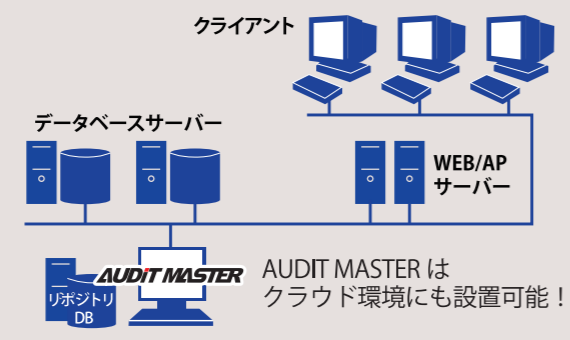 クライアント
データベースサーバー
WEB/AP
サーバー
AUDIT MASTER
リポジトリ
DB
AUDIT MASTER は
クラウド環境にも設置可能！